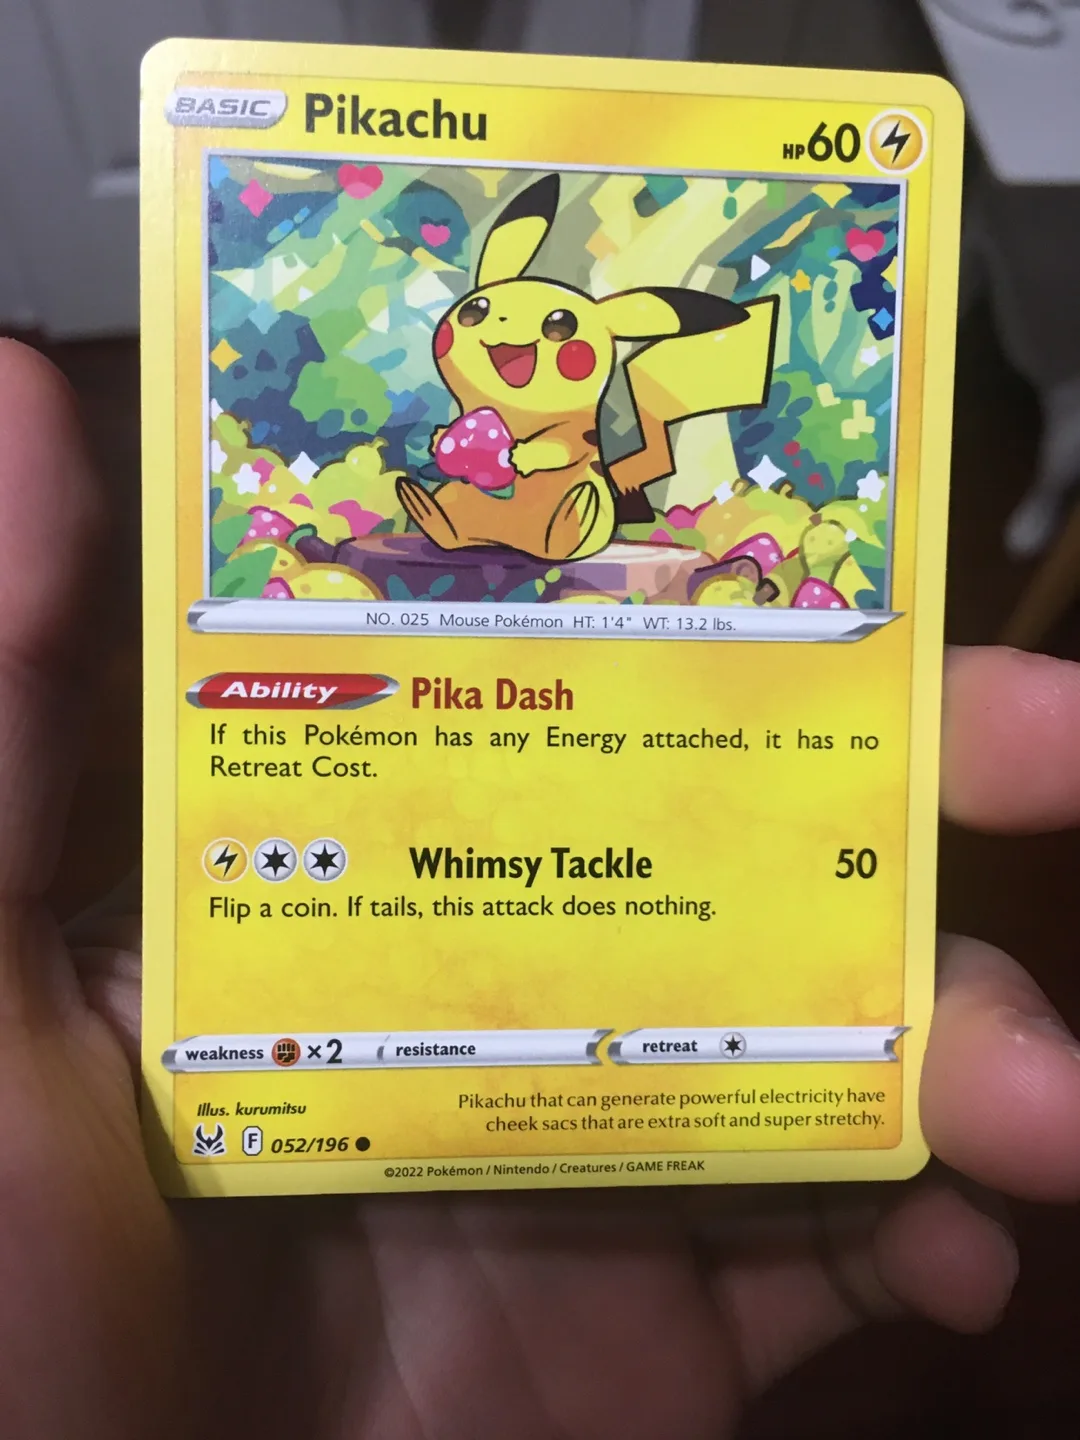 BASIC Pikachu HP60
NO. 025 Mouse Pokémon HT: 1'4" WT: 13.2 lbs.
Ability Pika Dash
If this Pokémon has any Energy attached, it has no
Retreat Cost.
Whimsy Tackle 50
Flip a coin. If tails, this attack does nothing.
weakness ×2 resistance retreat
Illus. kurumitsu
Pikachu that can generate powerful electricity have
cheek sacs that are extra soft and super stretchy.
F 052/196
©2022 Pokémon / Nintendo / Creatures / GAME FREAK